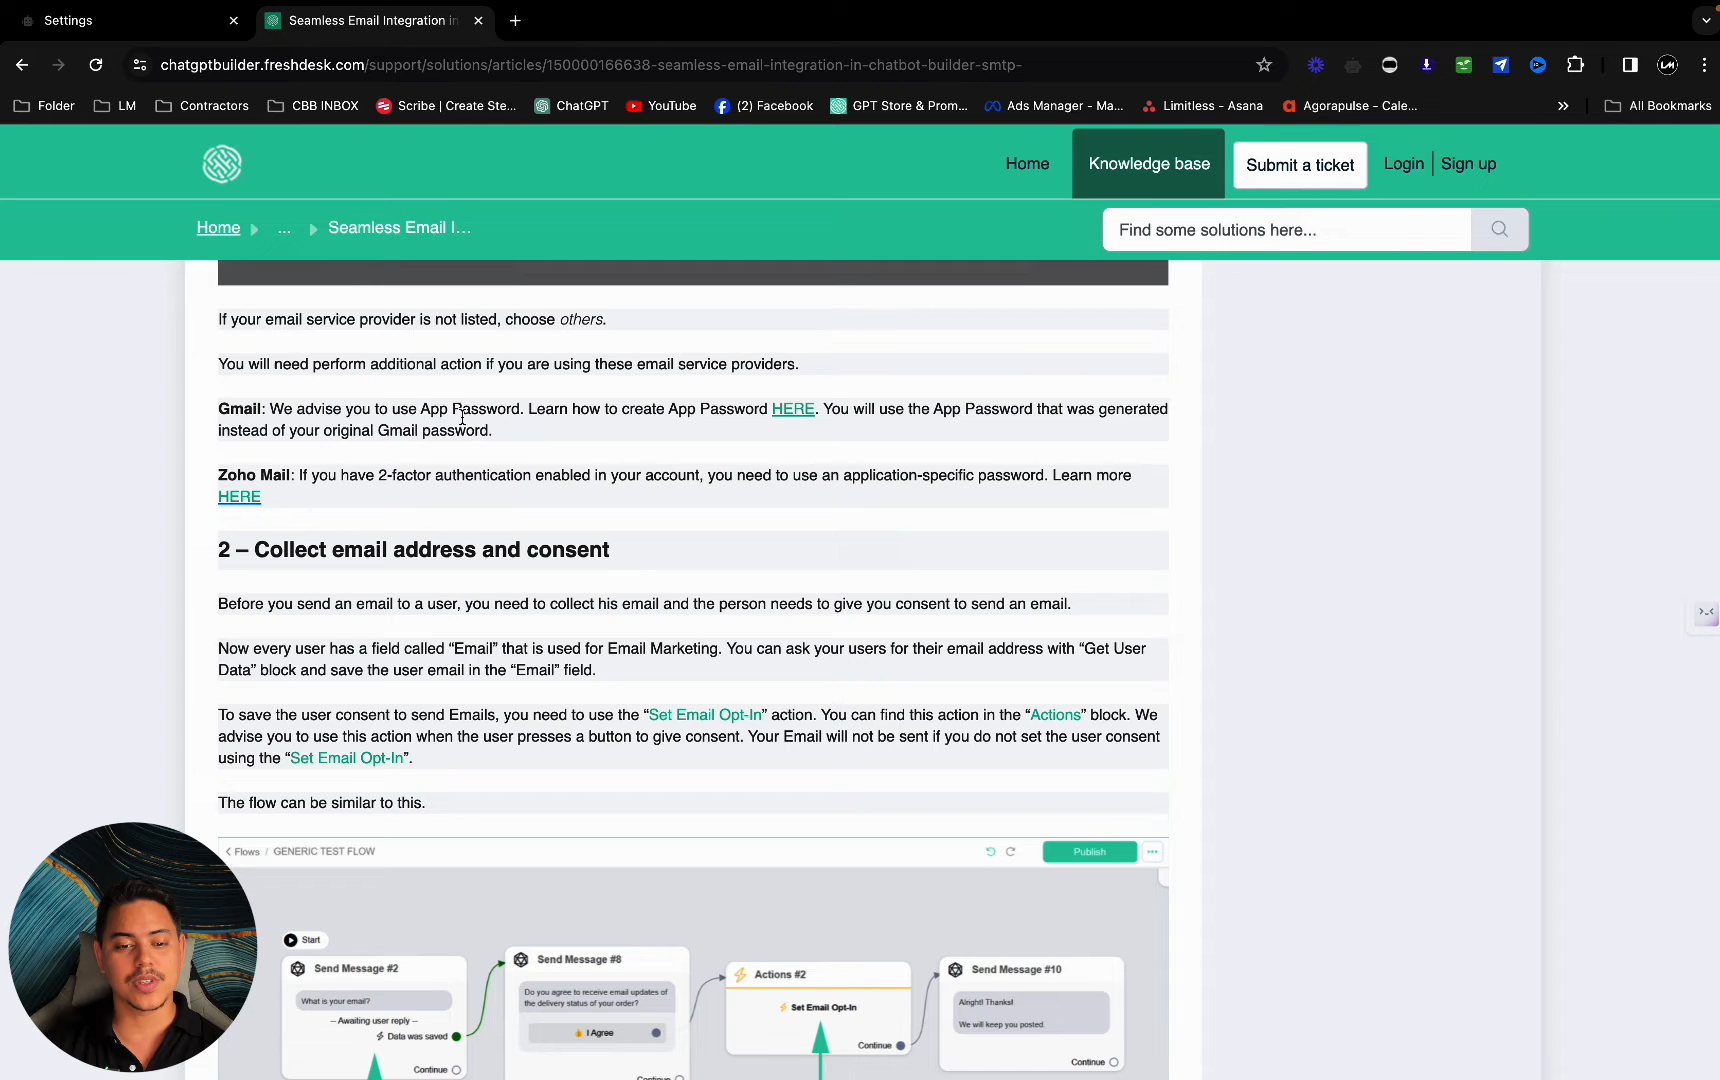 Settings
Seamless Email Integration in
chatgptbuilder.freshdesk.com/support/solutions/articles/150000166638-seamless-email-integration-in-chatbot-builder-smtp-
Folder
LM
Contractors
CBB INBOX
Scribe | Create Ste...
ChatGPT
YouTube
(2) Facebook
GPT Store & Prom...
Ads Manager - Ma...
Limitless - Asana
Agorapulse - Cale...
All Bookmarks
Home
Knowledge base
Submit a ticket
Login
Sign up
Home
...
Seamless Email I...
Find some solutions here...
If your email service provider is not listed, choose others.
You will need perform additional action if you are using these email service providers.
Gmail: We advise you to use App Password. Learn how to create App Password HERE. You will use the App Password that was generated
instead of your original Gmail password.
Zoho Mail: If you have 2-factor authentication enabled in your account, you need to use an application-specific password. Learn more
HERE
2 – Collect email address and consent
Before you send an email to a user, you need to collect his email and the person needs to give you consent to send an email.
Now every user has a field called “Email” that is used for Email Marketing. You can ask your users for their email address with “Get User
Data” block and save the user email in the “Email” field.
To save the user consent to send Emails, you need to use the “Set Email Opt-In” action. You can find this action in the “Actions” block. We
advise you to use this action when the user presses a button to give consent. Your Email will not be sent if you do not set the user consent
using the “Set Email Opt-In”.
The flow can be similar to this.
Flows / GENERIC TEST FLOW
Publish
Start
Send Message #2
What is your email?
-- Awaiting user reply --
Data was saved
Continue
Send Message #8
Do you agree to receive email updates of
the delivery status of your order?
I Agree
Continue
Actions #2
Set Email Opt-In
Continue
Send Message #10
Alright! Thanks!
We will keep you posted.
Continue